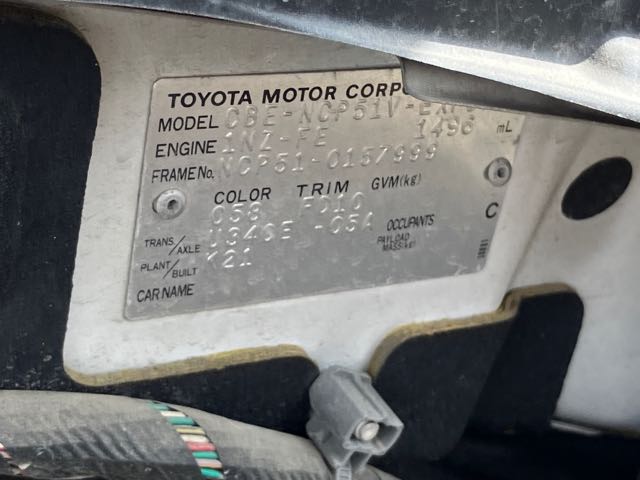 TOYOTA MOTOR CORPO
MODEL CBE-NCP51V-EX
ENGINE 1NZ-FE 1496 mL
FRAME No. NCP51-0157999
COLOR TRIM GVM(kg)
058 FD10 C
TRANS/AXLE U340E -05A OCCUPANTS
PLANT/BUILT K21 PAYLOAD MASS(kg)
CAR NAME